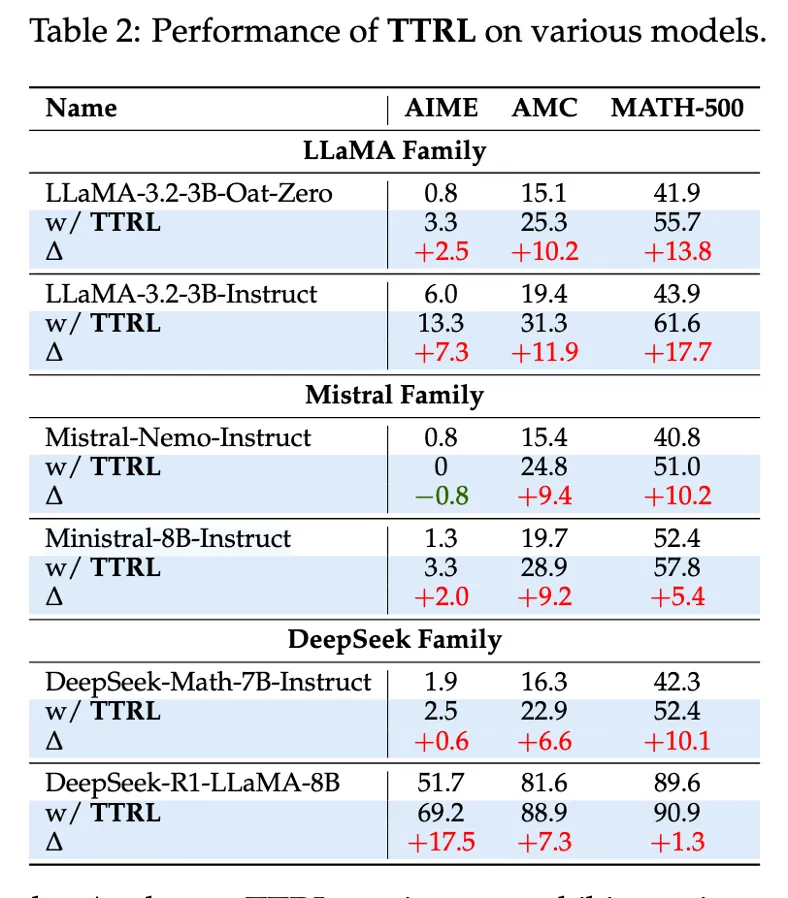 Table 2: Performance of TTRL on various models.
Name AIME AMC MATH-500
LLaMA Family
LLaMA-3.2-3B-Oat-Zero 0.8 15.1 41.9
w/ TTRL 3.3 25.3 55.7
Δ +2.5 +10.2 +13.8
LLaMA-3.2-3B-Instruct 6.0 19.4 43.9
w/ TTRL 13.3 31.3 61.6
Δ +7.3 +11.9 +17.7
Mistral Family
Mistral-Nemo-Instruct 0.8 15.4 40.8
w/ TTRL 0 24.8 51.0
Δ −0.8 +9.4 +10.2
Ministral-8B-Instruct 1.3 19.7 52.4
w/ TTRL 3.3 28.9 57.8
Δ +2.0 +9.2 +5.4
DeepSeek Family
DeepSeek-Math-7B-Instruct 1.9 16.3 42.3
w/ TTRL 2.5 22.9 52.4
Δ +0.6 +6.6 +10.1
DeepSeek-R1-LLaMA-8B 51.7 81.6 89.6
w/ TTRL 69.2 88.9 90.9
Δ +17.5 +7.3 +1.3